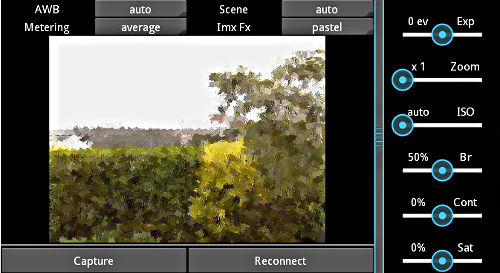 AWB auto Scene auto
Metering average Imx Fx pastel
0 ev Exp
x 1 Zoom
auto ISO
50% Br
0% Cont
0% Sat
Capture Reconnect